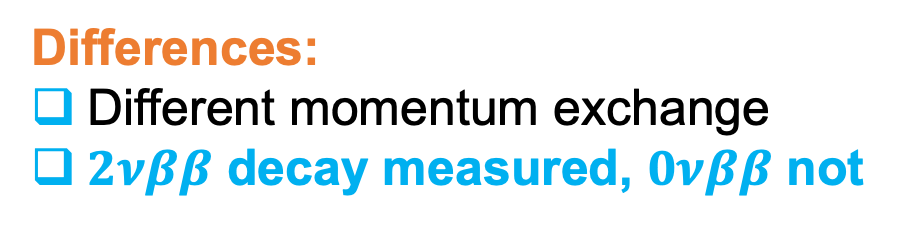 Differences:
❑ Different momentum exchange
❑ 2νββ decay measured, 0νββ not